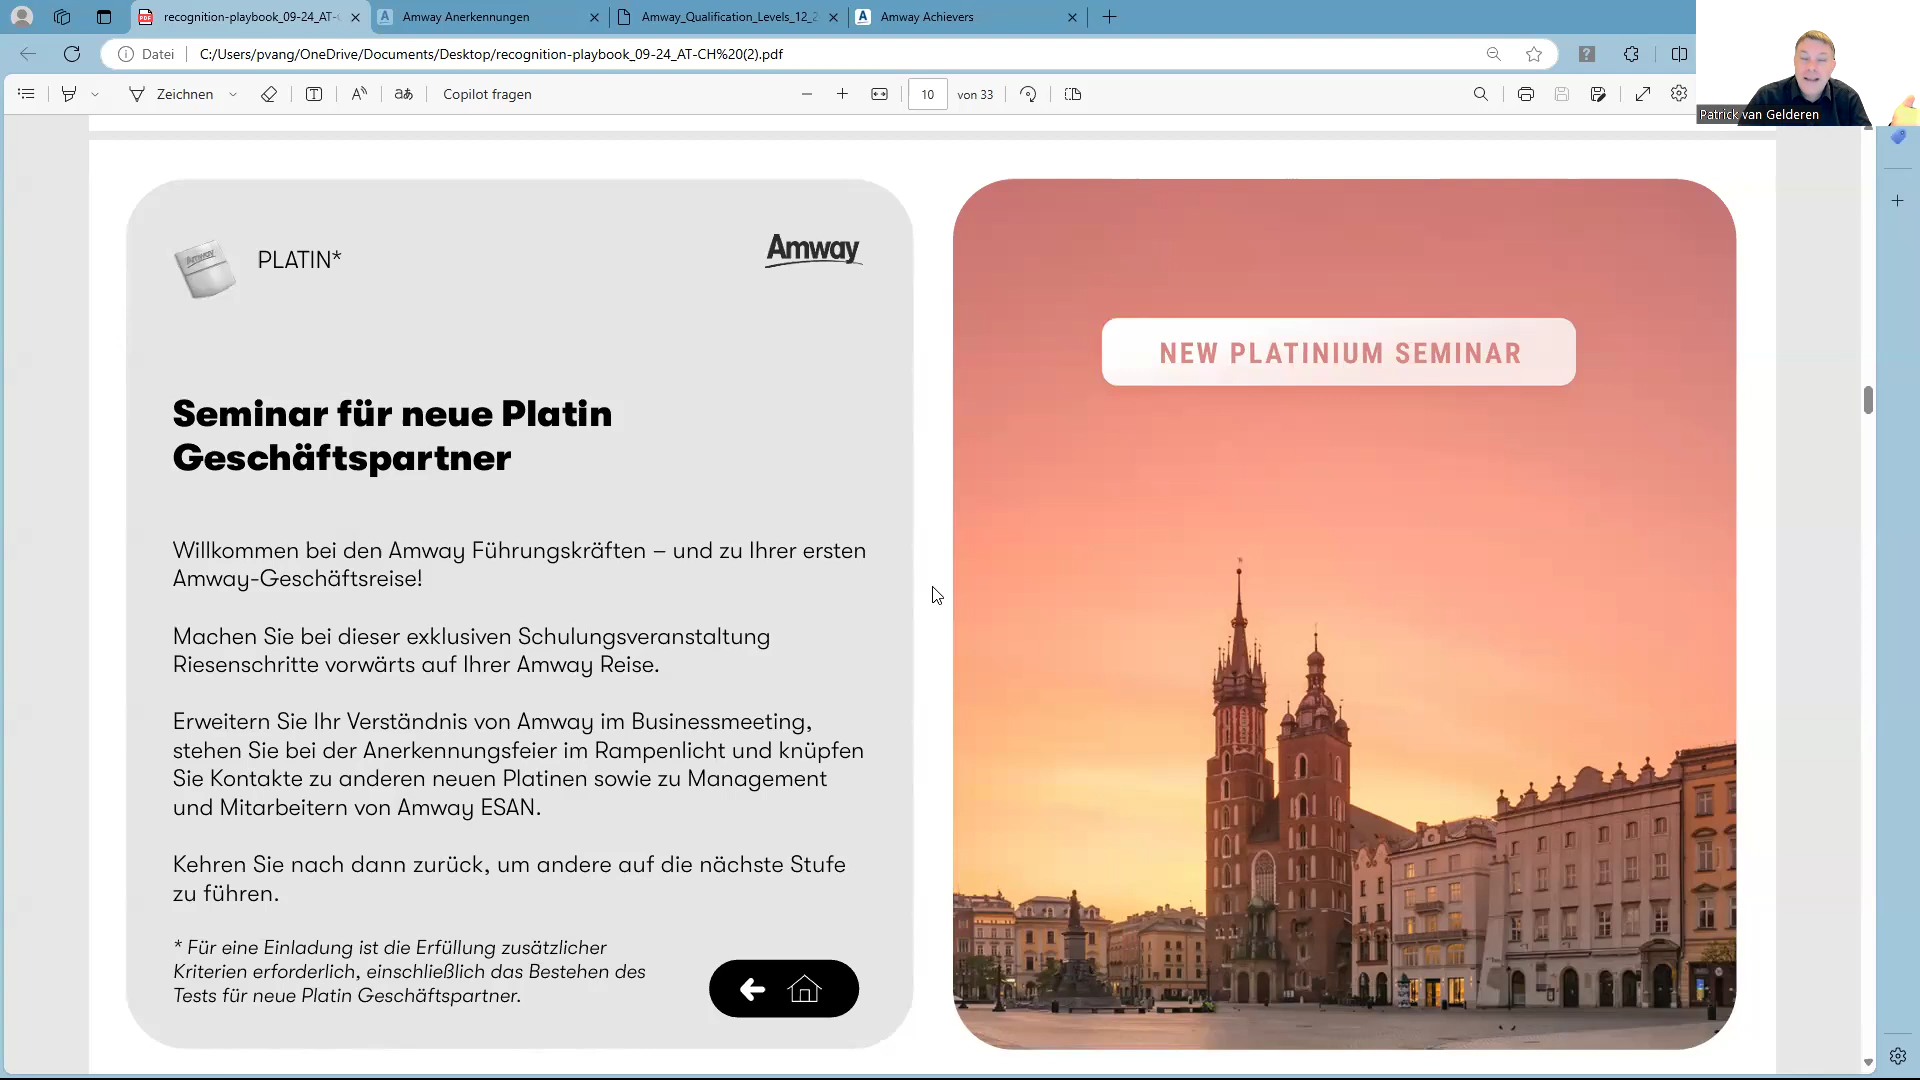 recognition-playbook_09-24_AT-C
Amway Anerkennungen
Amway_Qualification_Levels_12_2
Amway Achievers
Datei
C:/Users/pvang/OneDrive/Documents/Desktop/recognition-playbook_09-24_AT-CH%20(2).pdf
Zeichnen
Copilot fragen
10
von 33
Patrick van Gelderen
Amway
PLATIN*
Amway
Seminar für neue Platin
Geschäftspartner
Willkommen bei den Amway Führungskräften – und zu Ihrer ersten
Amway-Geschäftsreise!
Machen Sie bei dieser exklusiven Schulungsveranstaltung
Riesenschritte vorwärts auf Ihrer Amway Reise.
Erweitern Sie Ihr Verständnis von Amway im Businessmeeting,
stehen Sie bei der Anerkennungsfeier im Rampenlicht und knüpfen
Sie Kontakte zu anderen neuen Platinen sowie zu Management
und Mitarbeitern von Amway ESAN.
Kehren Sie nach dann zurück, um andere auf die nächste Stufe
zu führen.
* Für eine Einladung ist die Erfüllung zusätzlicher
Kriterien erforderlich, einschließlich das Bestehen des
Tests für neue Platin Geschäftspartner.
NEW PLATINIUM SEMINAR